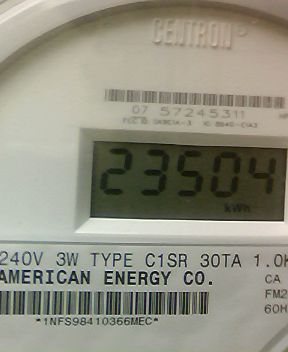 CENTRON®
07 57245311
23504
kWh
240V 3W TYPE C1SR 30TA 1.0K
AMERICAN ENERGY CO. CA
FM2
60H
*1NFS98410366MEC*